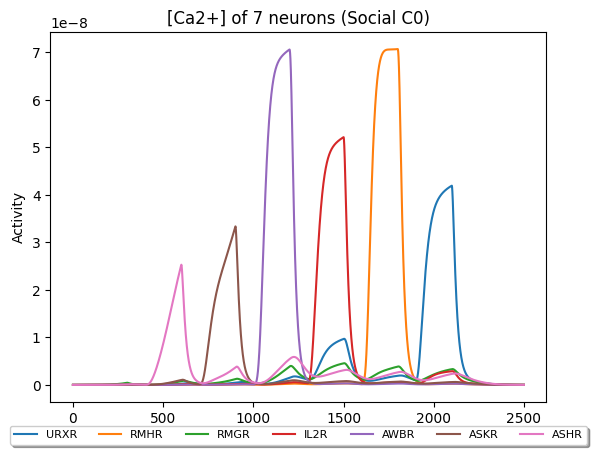 [Ca2+] of 7 neurons (Social C0)
1e−8
7
6
5
4
3
2
1
0
Activity
0 500 1000 1500 2000 2500
URXR RMHR RMGR IL2R AWBR ASKR ASHR